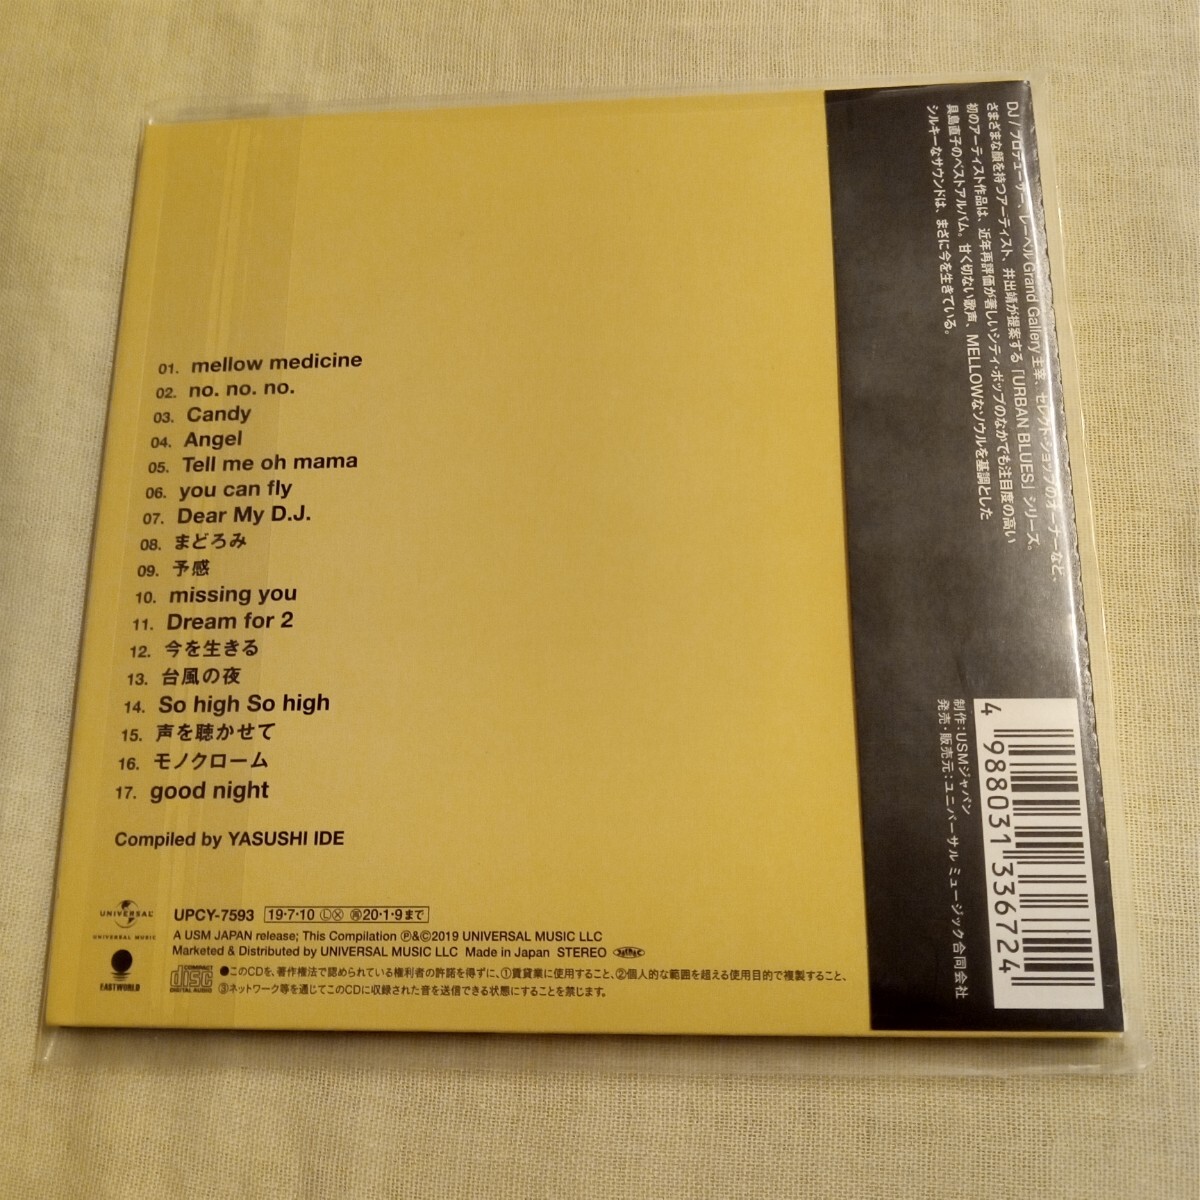 01. mellow medicine
02. no. no. no.
03. Candy
04. Angel
05. Tell me oh mama
06. you can fly
07. Dear My D.J.
08. まどろみ
09. 予感
10. missing you
11. Dream for 2
12. 今を生きる
13. 台風の夜
14. So high So high
15. 声を聴かせて
16. モノクローム
17. good night
Compiled by YASUSHI IDE
UNIVERSAL
UNIVERSAL MUSIC
EASTWORLD
UPCY-7593 19·7·10 Ⓛ Ⓧ 再20·1·9まで
A USM JAPAN release; This Compilation Ⓟ&©2019 UNIVERSAL MUSIC LLC
Marketed & Distributed by UNIVERSAL MUSIC LLC Made in Japan STEREO
COMPACT disc DIGITAL AUDIO
●このCDを、著作権法で認められている権利者の許諾を得ずに、①賃貸業に使用すること、②個人的な範囲を超える使用目的で複製すること、
③ネットワーク等を通じてこのCDに収録された音を送信できる状態にすることを禁じます。
DJ / プロデューサー、レーベルGrand Gallery主宰、セレクト・ショップのオーナーなど、
さまざまな顔を持つアーティスト、井出靖が提案する「URBAN BLUES」シリーズ。
初のアーティスト作品は、近年再評価が著しいシティ・ポップのなかでも注目度の高い
具島直子のベストアルバム。甘く切ない歌声、MELLOWなソウルを基調とした
シルキーなサウンドは、まさに今を生きている。
制作：USMジャパン
発売・販売元：ユニバーサル ミュージック合同会社
4 988031 336724